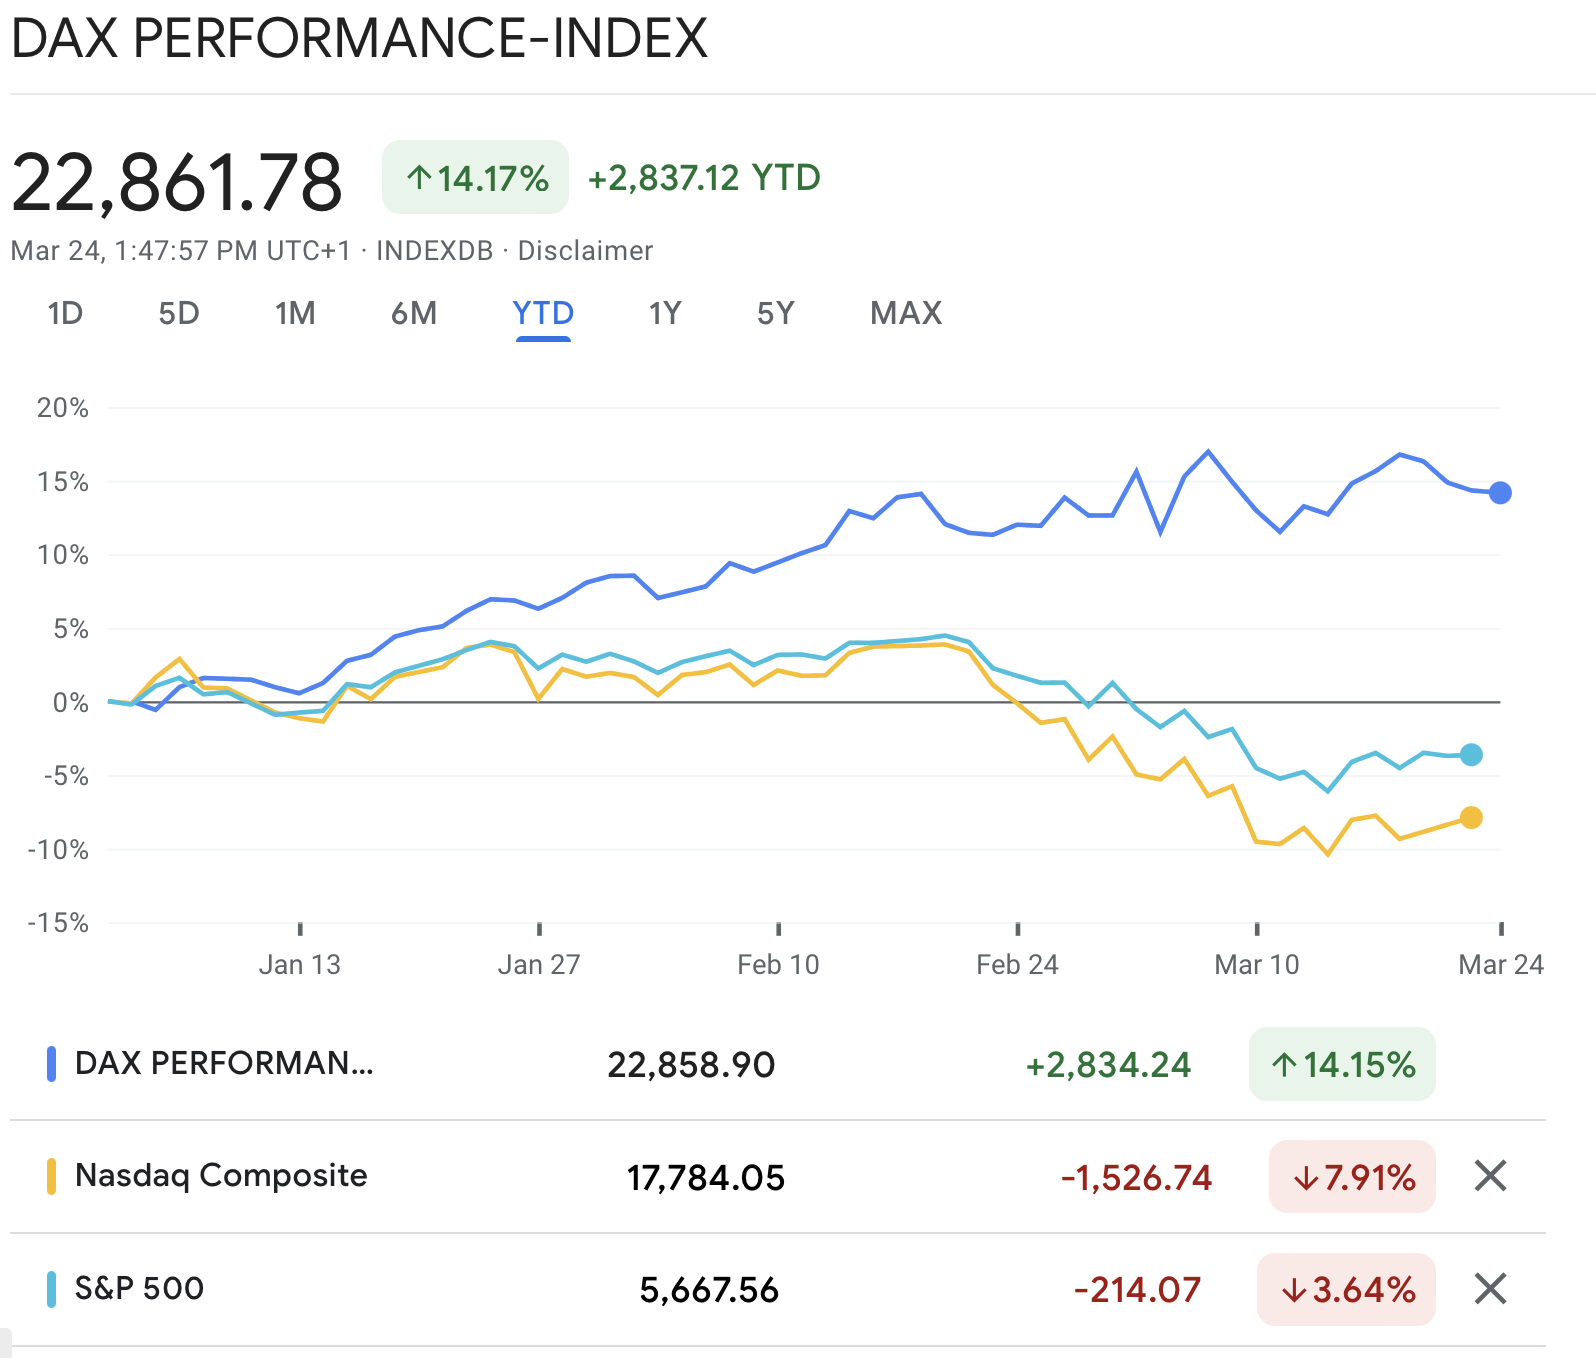 DAX PERFORMANCE-INDEX
22,861.78 ↑14.17% +2,837.12 YTD
Mar 24, 1:47:57 PM UTC+1 · INDEXDB · Disclaimer
1D 5D 1M 6M YTD 1Y 5Y MAX
20%
15%
10%
5%
0%
-5%
-10%
-15%
Jan 13 Jan 27 Feb 10 Feb 24 Mar 10 Mar 24
DAX PERFORMAN... 22,858.90 +2,834.24 ↑14.15%
Nasdaq Composite 17,784.05 -1,526.74 ↓7.91%
S&P 500 5,667.56 -214.07 ↓3.64%